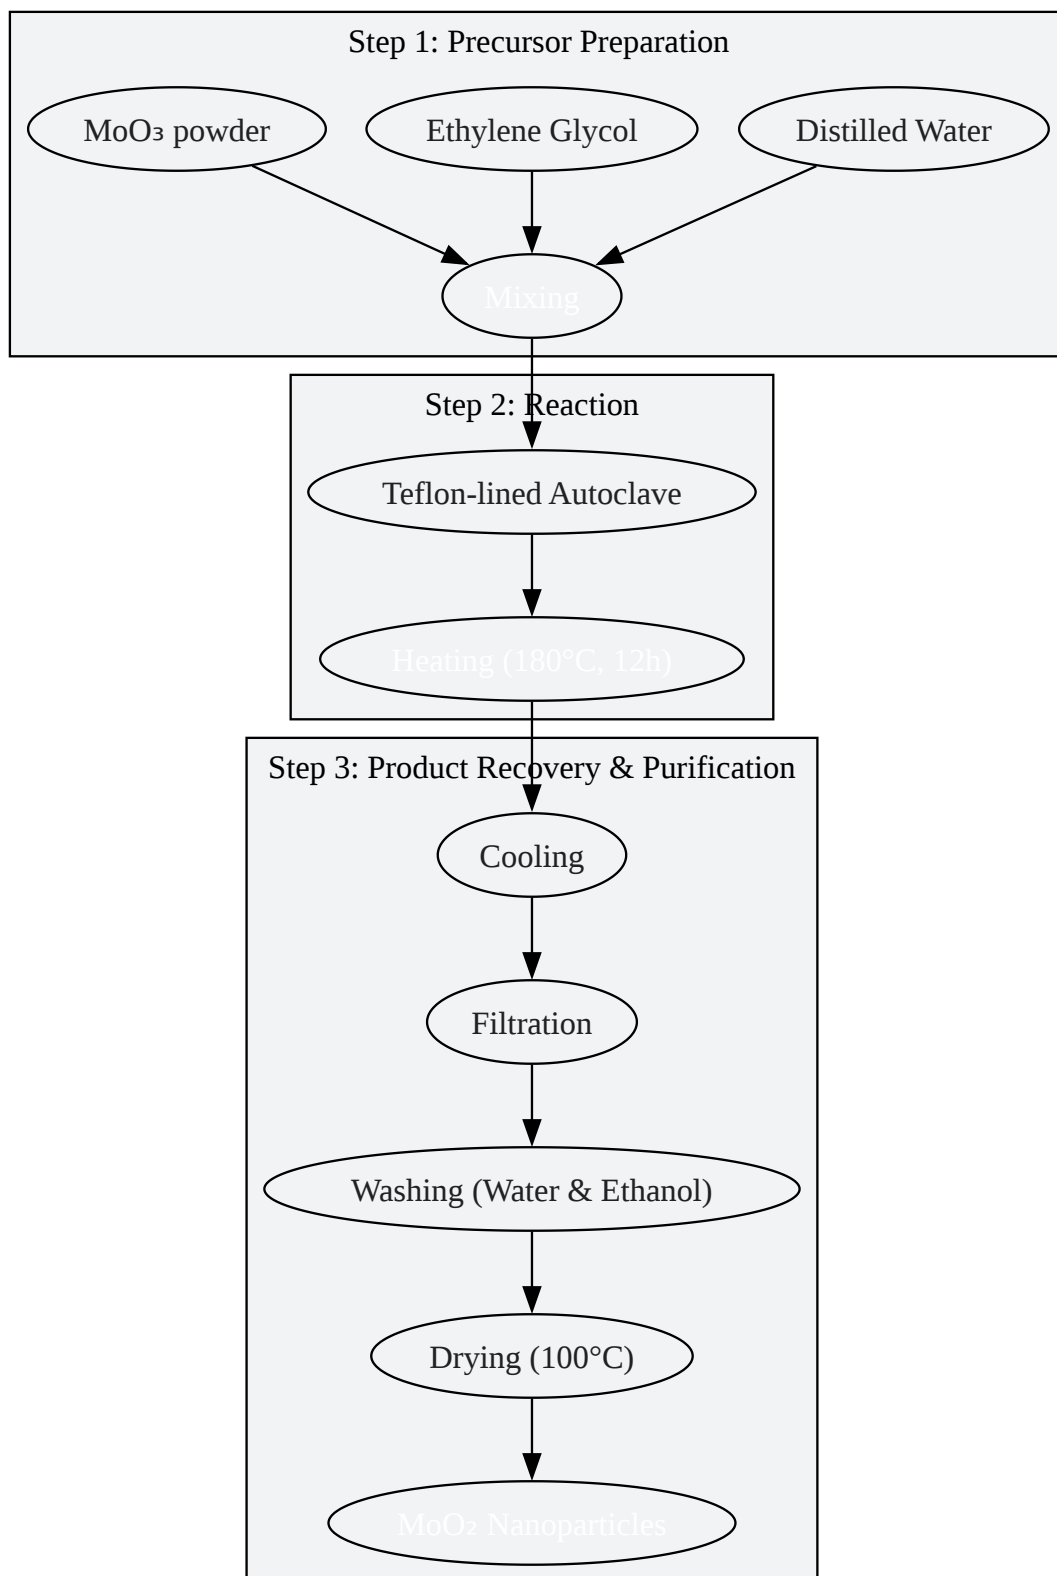 Step 1: Precursor Preparation
MoO₃ powder
Ethylene Glycol
Distilled Water
Mixing
Step 2: Reaction
Teflon-lined Autoclave
Heating (180°C, 12h)
Step 3: Product Recovery & Purification
Cooling
Filtration
Washing (Water & Ethanol)
Drying (100°C)
MoO₂ Nanoparticles